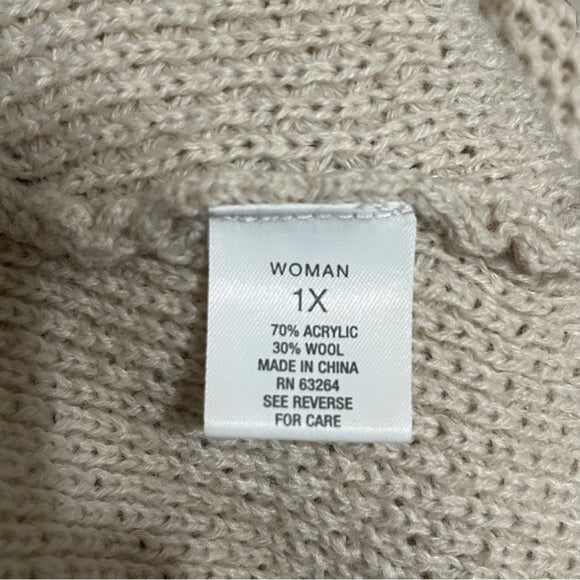 WOMAN
1X
70% ACRYLIC
30% WOOL
MADE IN CHINA
RN 63264
SEE REVERSE
FOR CARE